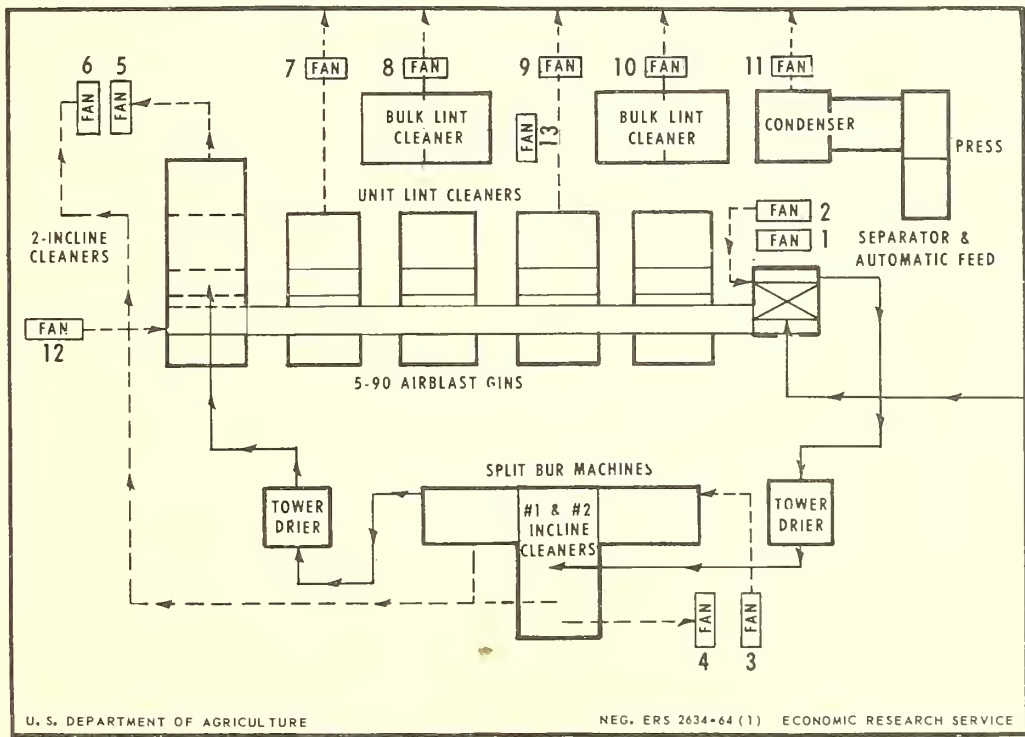 6 5
FAN
FAN
7 FAN
8 FAN
9 FAN
10 FAN
11 FAN
BULK LINT
CLEANER
FAN
13
BULK LINT
CLEANER
CONDENSER
PRESS
UNIT LINT CLEANERS
FAN 2
FAN 1
2-INCLINE
CLEANERS
SEPARATOR &
AUTOMATIC FEED
FAN
12
5-90 AIRBLAST GINS
SPLIT BUR MACHINES
TOWER
DRIER
#1 & #2
INCLINE
CLEANERS
TOWER
DRIER
FAN
FAN
4 3
U. S. DEPARTMENT OF AGRICULTURE
NEG. ERS 2634-64 (1) ECONOMIC RESEARCH SERVICE